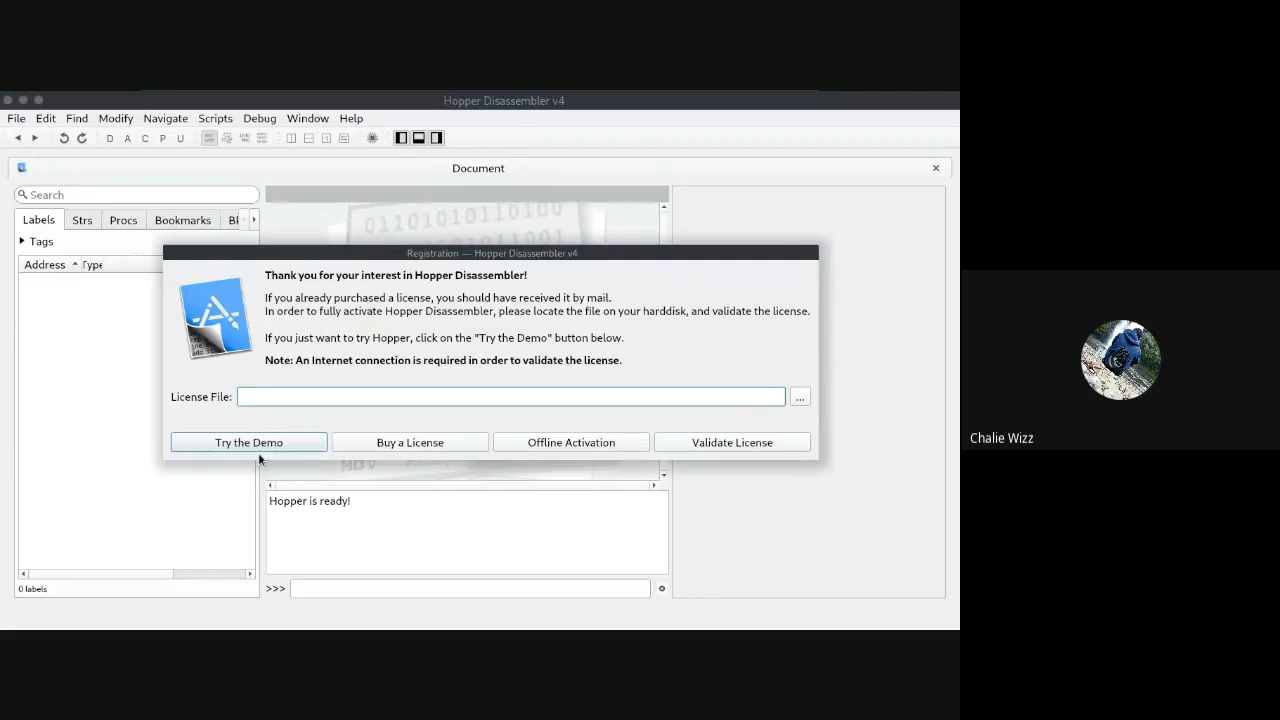 Hopper Disassembler v4
File Edit Find Modify Navigate Scripts Debug Window Help
D A C P U
Document
Search
Labels Strs Procs Bookmarks Bl
Tags
Address Type
0110101011010 0
01011001
Registration — Hopper Disassembler v4
Thank you for your interest in Hopper Disassembler!
If you already purchased a license, you should have received it by mail.
In order to fully activate Hopper Disassembler, please locate the file on your harddisk, and validate the license.
If you just want to try Hopper, click on the "Try the Demo" button below.
Note: An Internet connection is required in order to validate the license.
License File:
...
Try the Demo Buy a License Offline Activation Validate License
MOV
Hopper is ready!
>>>
0 labels
Chalie Wizz